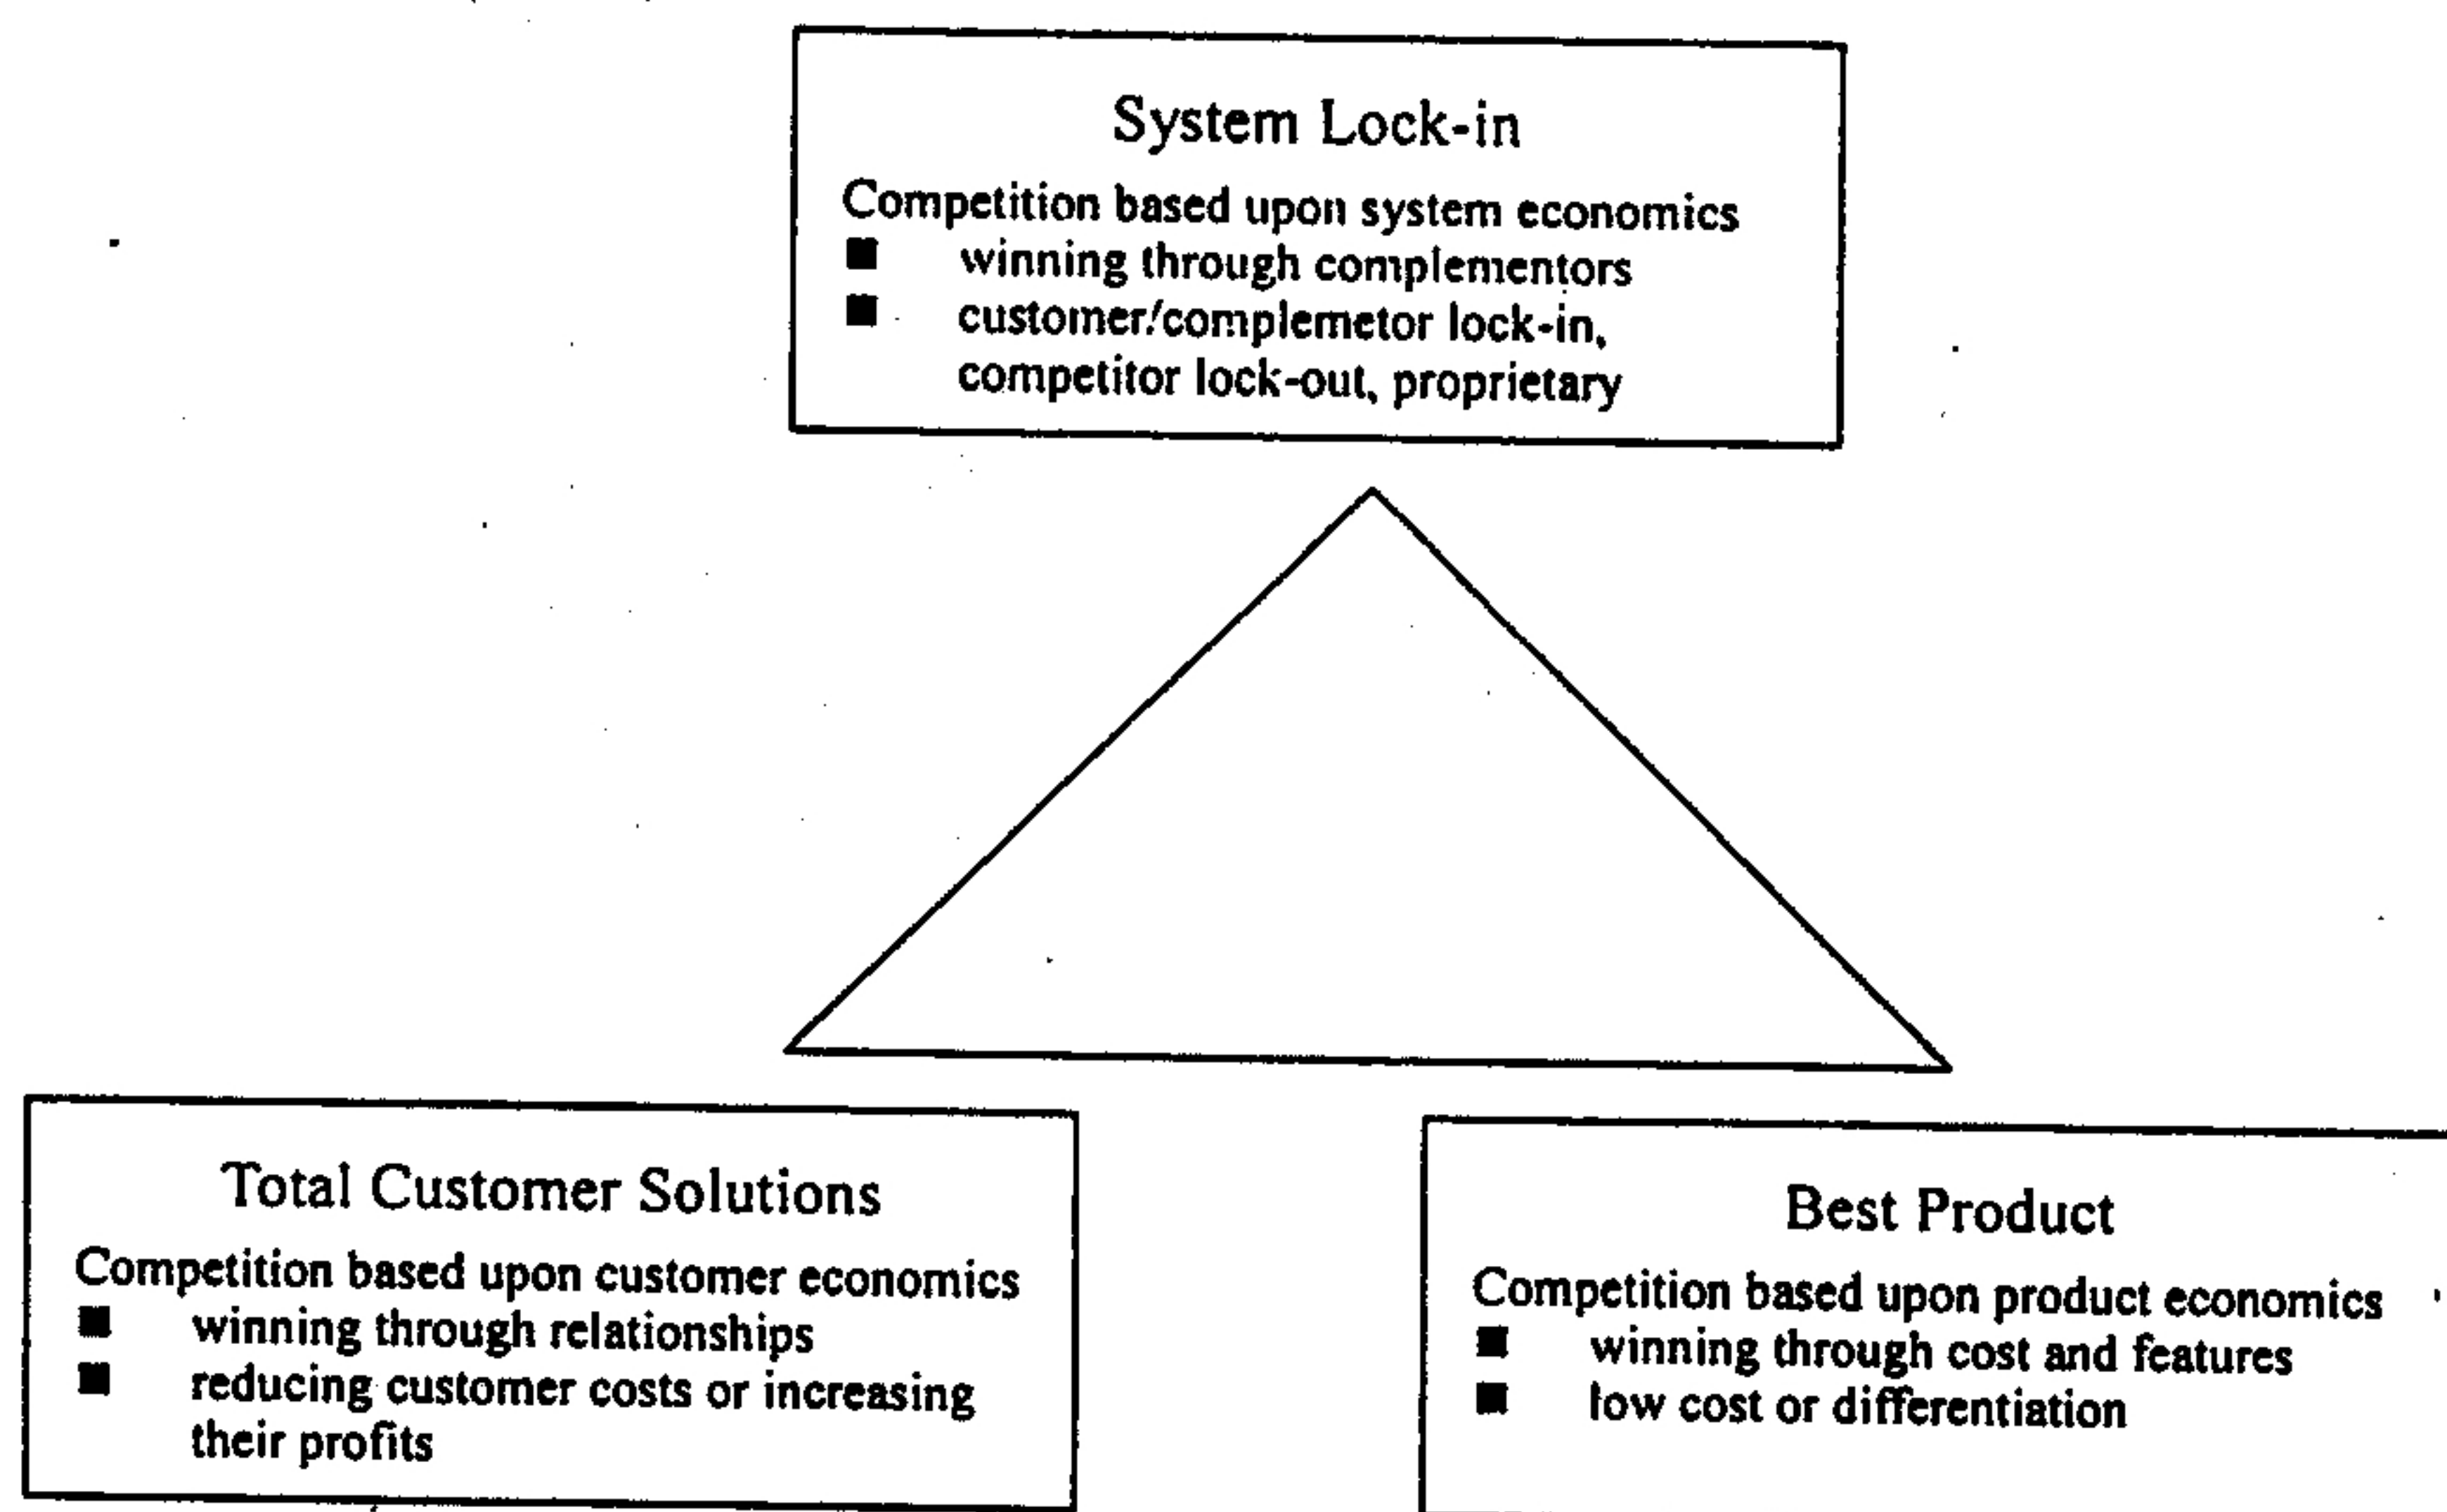 System Lock-in
Competition based upon system economics
■ winning through complementors
■ customer/complemetor lock-in,
competitor lock-out, proprietary
Total Customer Solutions
Competition based upon customer economics
■ winning through relationships
■ reducing customer costs or increasing
their profits
Best Product
Competition based upon product economics
■ winning through cost and features
■ low cost or differentiation